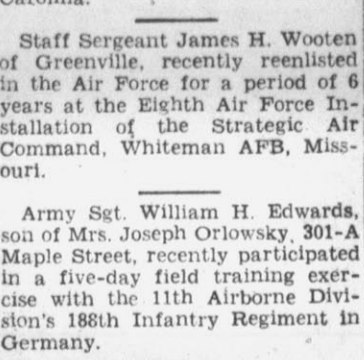 Staff Sergeant James H. Wooten
of Greenville, recently reenlisted
in the Air Force for a period of 6
years at the Eighth Air Force In-
stallation of the Strategic Air
Command, Whiteman AFB, Miss-
ouri.
Army Sgt. William H. Edwards,
son of Mrs. Joseph Orlowsky, 301-A
Maple Street, recently participated
in a five-day field training exer-
cise with the 11th Airborne Divi-
sion's 188th Infantry Regiment in
Germany.